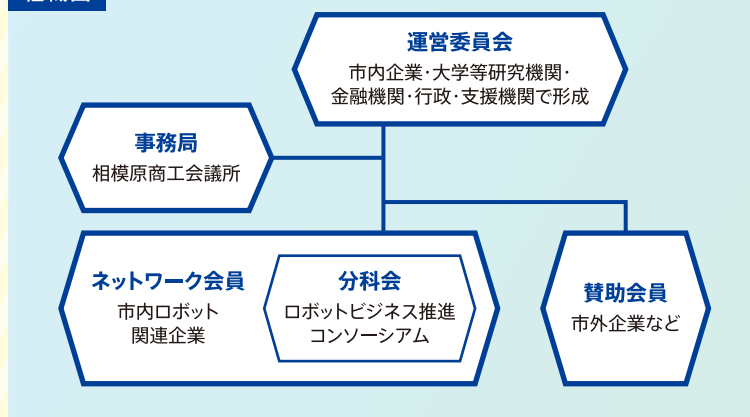 運営委員会
市内企業・大学等研究機関・
金融機関・行政・支援機関で形成
事務局
相模原商工会議所
ネットワーク会員
市内ロボット
関連企業
分科会
ロボットビジネス推進
コンソーシアム
賛助会員
市外企業など